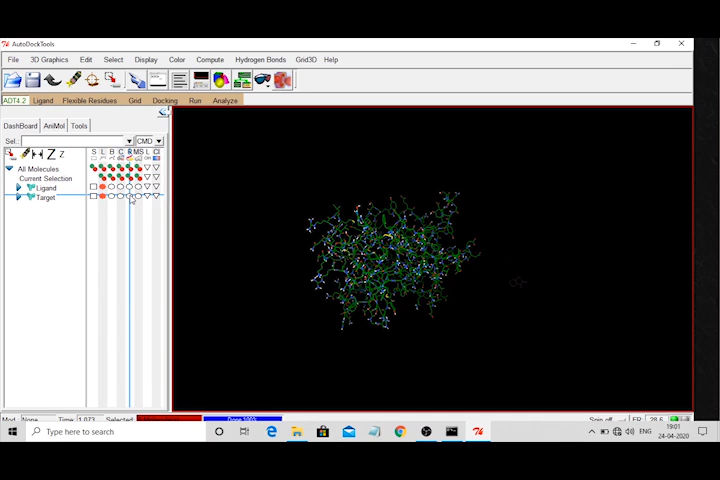 AutoDockTools
File 3D Graphics Edit Select Display Color Compute Hydrogen Bonds Grid3D Help
ADT4.2 Ligand Flexible Residues Grid Docking Run Analyze
DashBoard AniMol Tools
Sel.: CMD
S L B C R MS L Cl
All Molecules
Current Selection
Ligand
Target
Mod None Time: 1.073 Selected: Done 100% Spin off FR 28.6
Type here to search
ENG
19:01
24-04-2020